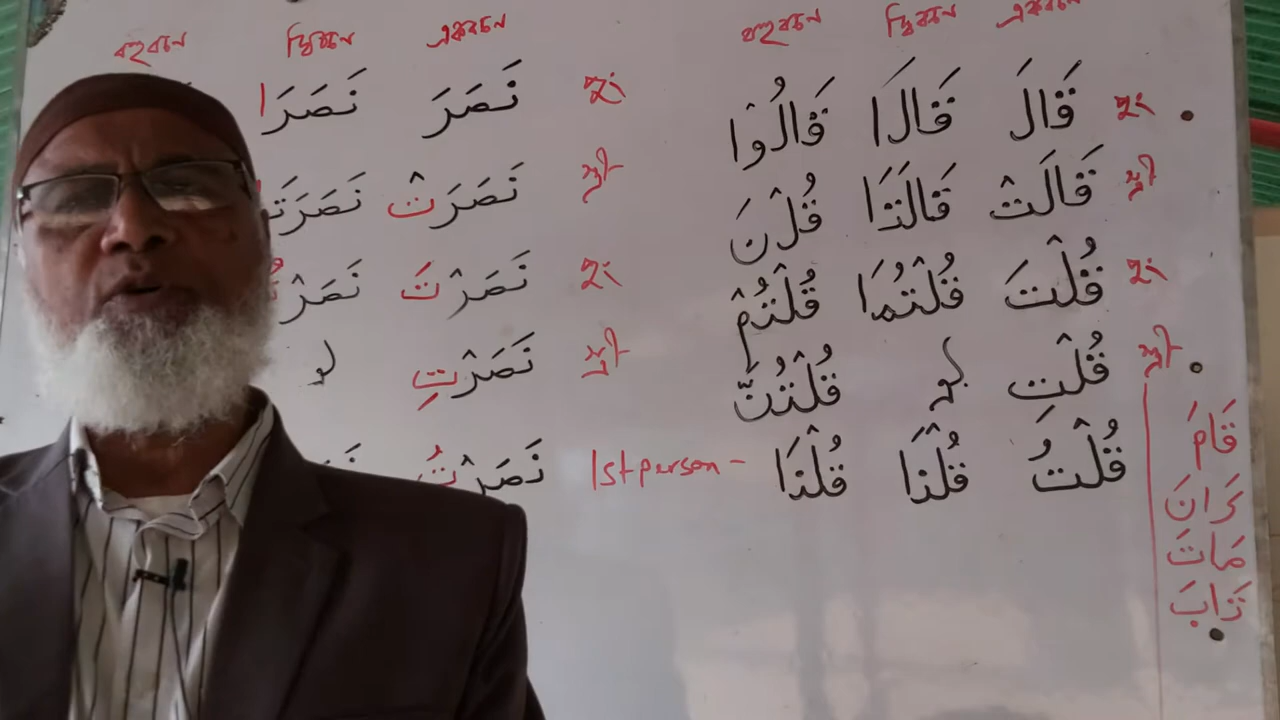 একবচন দ্বিবচন বহুবচন
পুং قَالَ قَالَا قَالُوْا
স্ত্রী قَالَتْ قَالَتَا قُلْنَ
পুং قُلْتَ قُلْتُمَا قُلْتُمْ
স্ত্রী قُلْتِ قُلْتُنَّ
قُلْتُ قُلْنَا قُلْنَا
1st person -
قَامَ
كَانَ
مَاتَ
تَابَ
একবচন দ্বিবচন বহুবচন
পুং نَصَرَ نَصَرَا
স্ত্রী نَصَرَتْ نَصَرَتَا
পুং نَصَرْتَ
স্ত্রী نَصَرْتِ
نَصَرْتُ